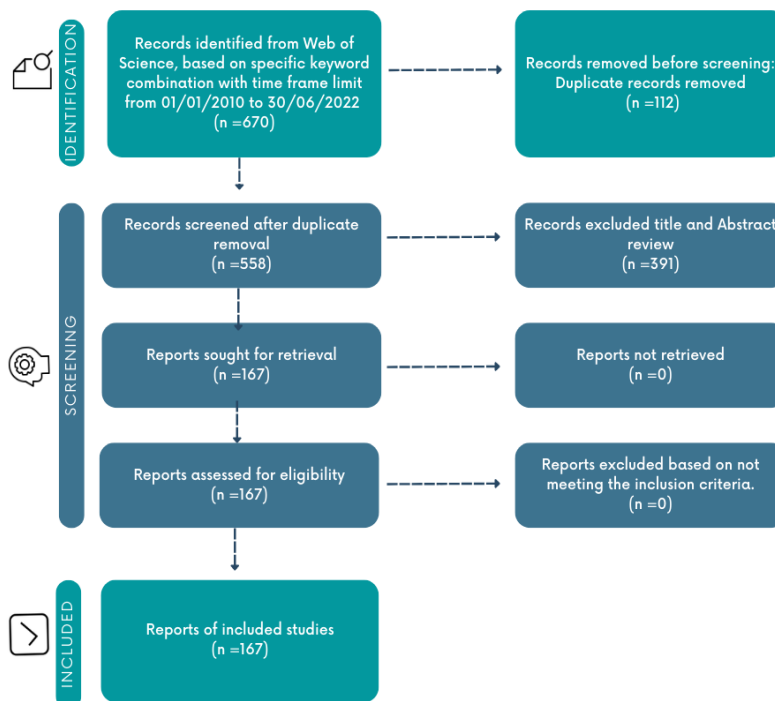 IDENTIFICATION
Records identified from Web of
Science, based on specific keyword
combination with time frame limit
from 01/01/2010 to 30/06/2022
(n =670)
Records removed before screening:
Duplicate records removed
(n =112)
SCREENING
Records screened after duplicate
removal
(n =558)
Records excluded title and Abstract
review
(n =391)
Reports sought for retrieval
(n =167)
Reports not retrieved
(n =0)
Reports assessed for eligibility
(n =167)
Reports excluded based on not
meeting the inclusion criteria.
(n =0)
INCLUDED
Reports of included studies
(n =167)